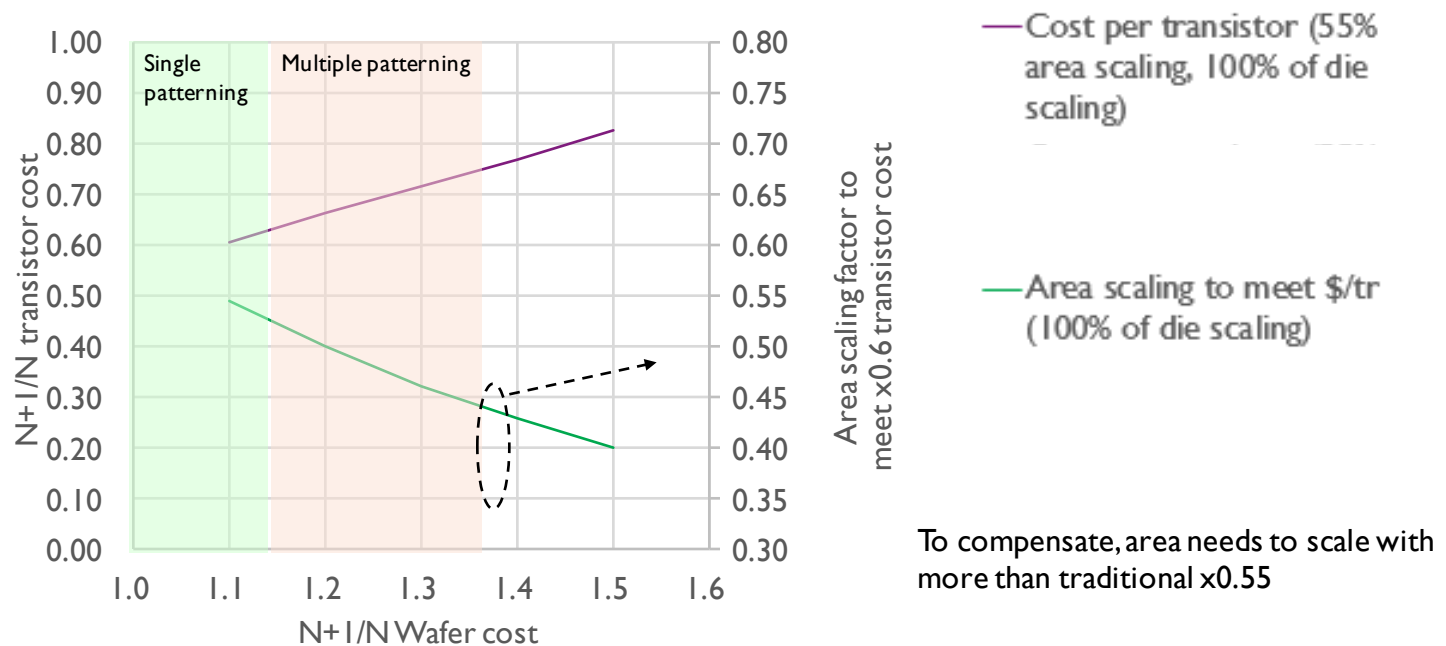 1.00
0.90
0.80
0.70
0.60
0.50
0.40
0.30
0.20
0.10
0.00
N+1/N transistor cost
Single
patterning
Multiple patterning
0.80
0.75
0.70
0.65
0.60
0.55
0.50
0.45
0.40
0.35
0.30
Area scaling factor to
meet x0.6 transistor cost
1.0 1.1 1.2 1.3 1.4 1.5 1.6
N+1/N Wafer cost
Cost per transistor (55%
area scaling, 100% of die
scaling)
Area scaling to meet $/tr
(100% of die scaling)
To compensate, area needs to scale with
more than traditional x0.55